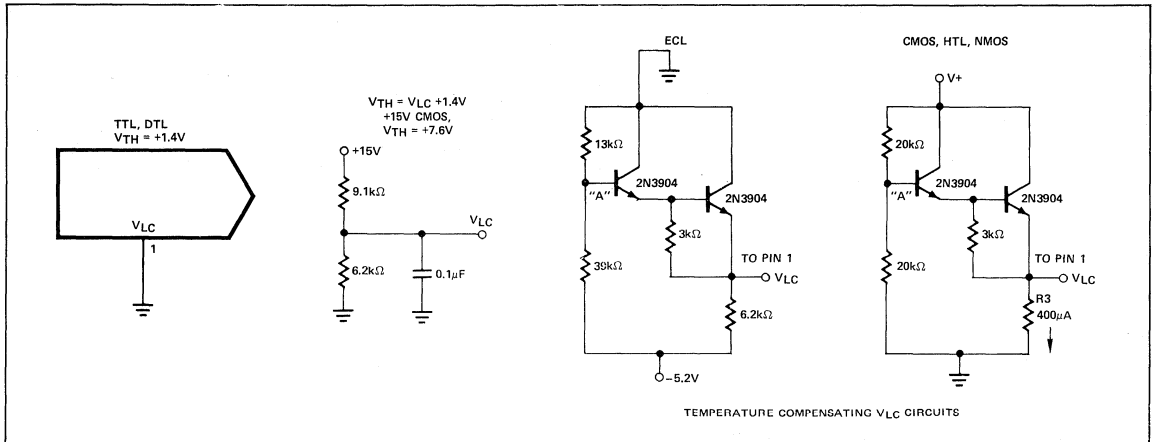 TTL, DTL
VTH = +1.4V
VLC
1
VTH = VLC +1.4V
+15V CMOS,
VTH = +7.6V
+15V
9.1kΩ
6.2kΩ
VLC
0.1μF
ECL
13kΩ
"A"
2N3904
2N3904
3kΩ
39kΩ
TO PIN 1
VLC
6.2kΩ
−5.2V
CMOS, HTL, NMOS
V+
20kΩ
"A"
2N3904
2N3904
3kΩ
20kΩ
TO PIN 1
VLC
R3
400μA
TEMPERATURE COMPENSATING VLC CIRCUITS